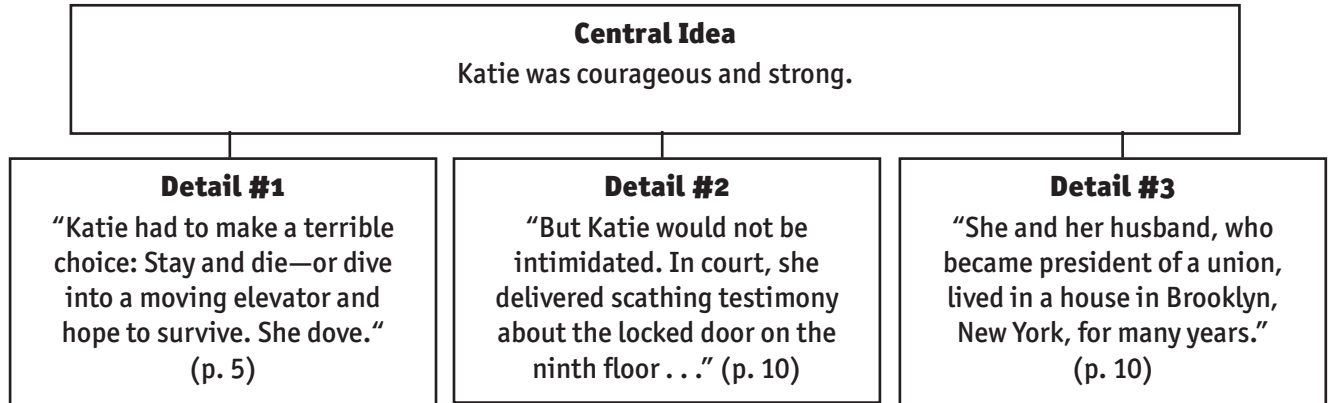 Central Idea
Katie was courageous and strong.
Detail #1
“Katie had to make a terrible
choice: Stay and die—or dive
into a moving elevator and
hope to survive. She dove.“
(p. 5)
Detail #2
“But Katie would not be
intimidated. In court, she
delivered scathing testimony
about the locked door on the
ninth floor . . .” (p. 10)
Detail #3
“She and her husband, who
became president of a union,
lived in a house in Brooklyn,
New York, for many years.”
(p. 10)